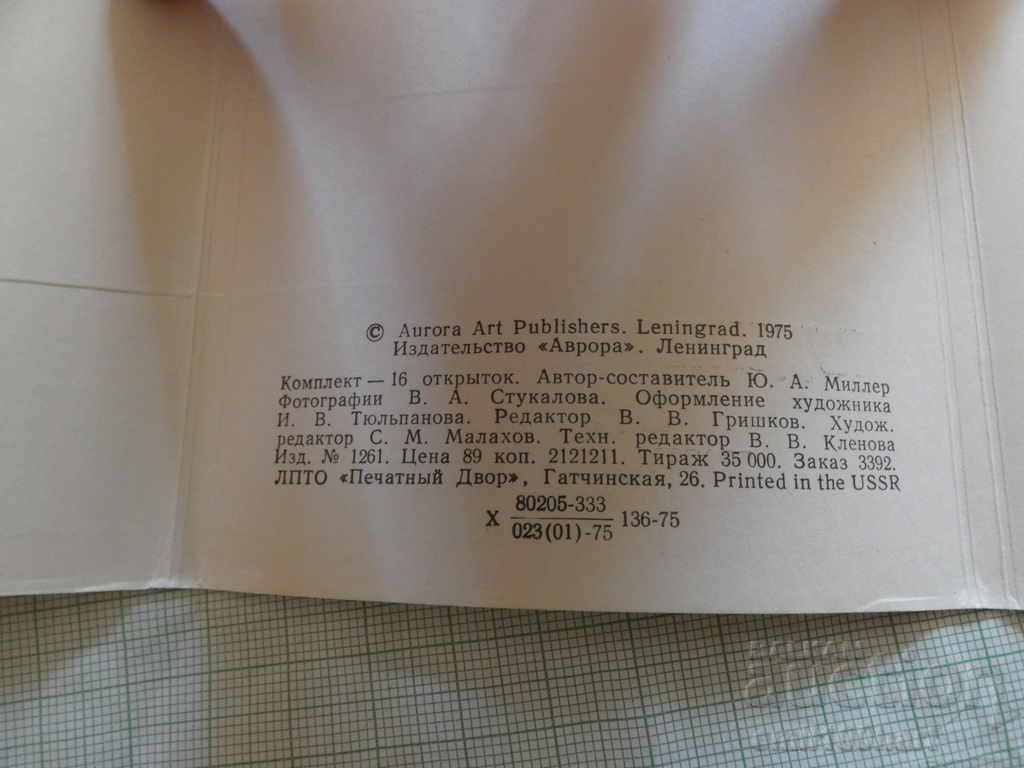 © Aurora Art Publishers. Leningrad. 1975
Издательство «Аврора». Ленинград
Комплект — 16 открыток. Автор-составитель Ю. А. Миллер
Фотографии В. А. Стукалова. Оформление художника
И. В. Тюльпанова. Редактор В. В. Гришков. Худож.
редактор С. М. Малахов. Техн. редактор В. В. Кленова
Изд. № 1261. Цена 89 коп. 2121211. Тираж 35 000. Заказ 3392.
ЛПТО «Печатный Двор», Гатчинская, 26. Printed in the USSR
X 80205-333 136-75
023(01)-75
BALKAN
auction